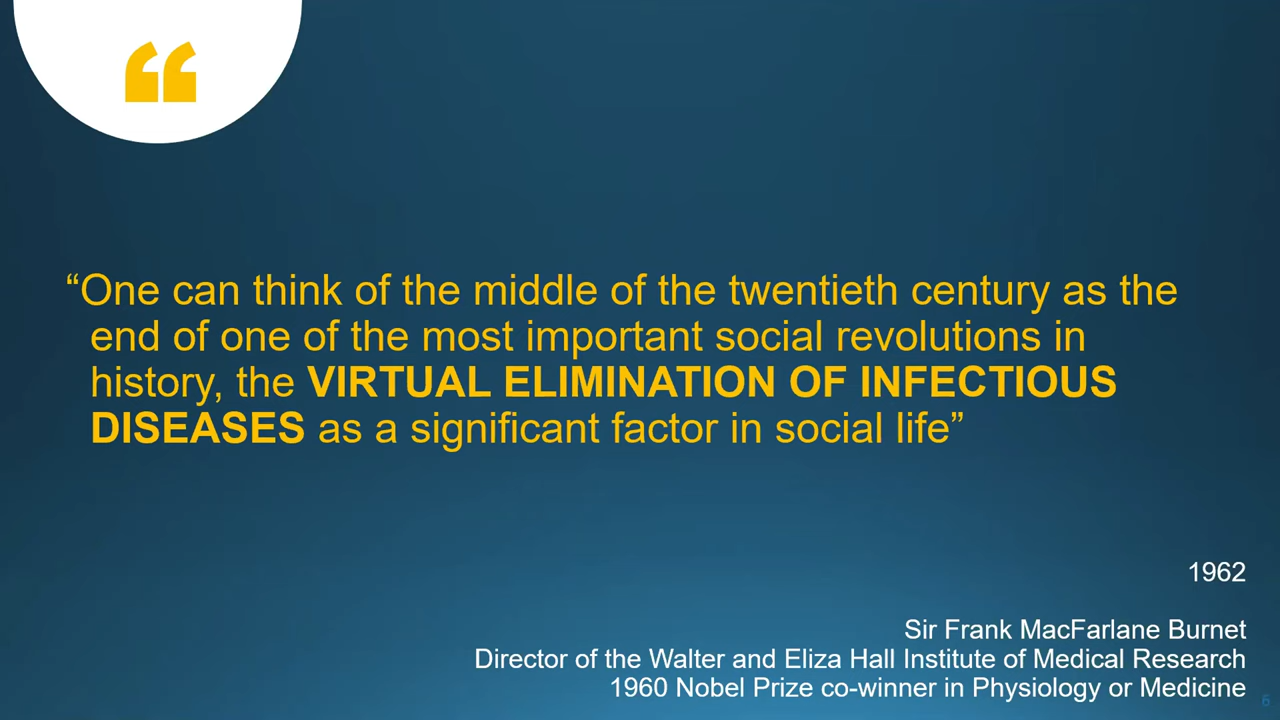 “One can think of the middle of the twentieth century as the
end of one of the most important social revolutions in
history, the VIRTUAL ELIMINATION OF INFECTIOUS
DISEASES as a significant factor in social life”
1962
Sir Frank MacFarlane Burnet
Director of the Walter and Eliza Hall Institute of Medical Research
1960 Nobel Prize co-winner in Physiology or Medicine